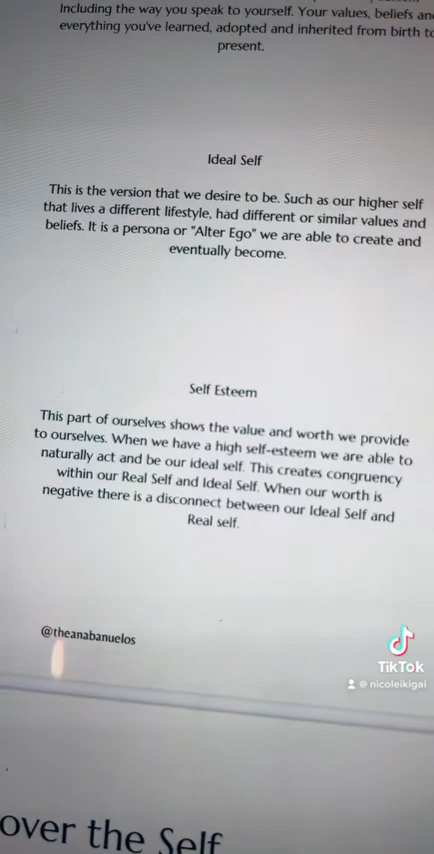 Including the way you speak to yourself. Your values, beliefs and
everything you've learned, adopted and inherited from birth to
present.
Ideal Self
This is the version that we desire to be. Such as our higher self
that lives a different lifestyle, had different or similar values and
beliefs. It is a persona or "Alter Ego" we are able to create and
eventually become.
Self Esteem
This part of ourselves shows the value and worth we provide
to ourselves. When we have a high self-esteem we are able to
naturally act and be our ideal self. This creates congruency
within our Real Self and Ideal Self. When our worth is
negative there is a disconnect between our Ideal Self and
Real self.
@theanabanuelos
TikTok
@nicoleikigai
over the Self